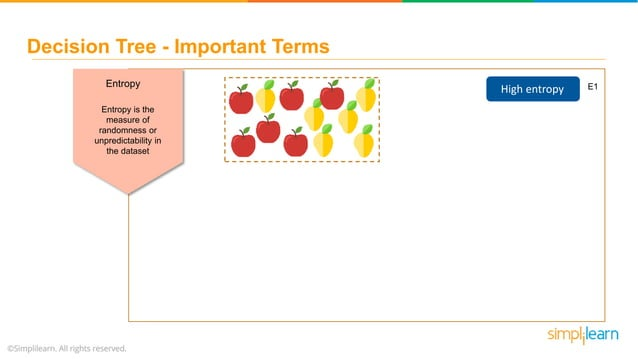 Decision Tree - Important Terms
Entropy
Entropy is the
measure of
randomness or
unpredictability in
the dataset
High entropy
E1
simplilearn
©Simplilearn. All rights reserved.